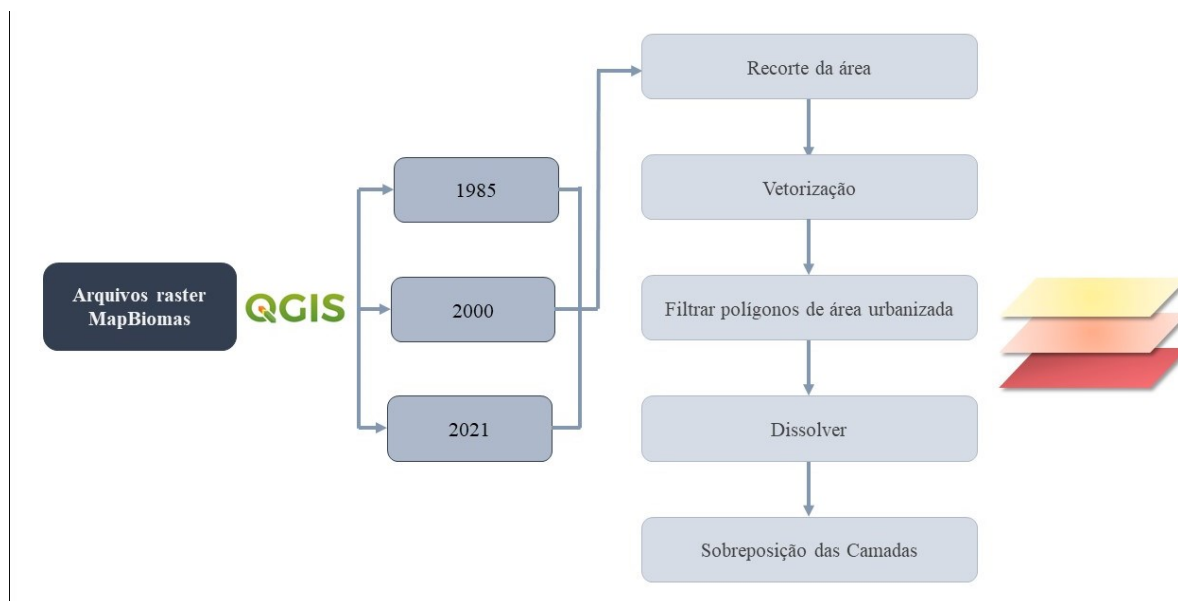 Arquivos raster
MapBiomas
QGIS
1985
2000
2021
Recorte da área
Vetorização
Filtrar polígonos de área urbanizada
Dissolver
Sobreposição das Camadas